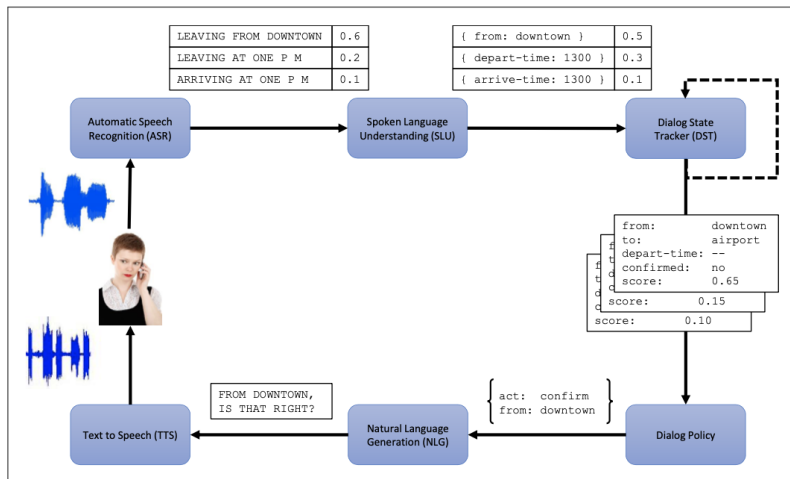 LEAVING FROM DOWNTOWN 0.6
LEAVING AT ONE P M 0.2
ARRIVING AT ONE P M 0.1
{ from: downtown } 0.5
{ depart-time: 1300 } 0.3
{ arrive-time: 1300 } 0.1
Automatic Speech
Recognition (ASR)
Spoken Language
Understanding (SLU)
Dialog State
Tracker (DST)
from: downtown
to: airport
depart-time: --
confirmed: no
score: 0.65
score: 0.15
score: 0.10
act: confirm
from: downtown
FROM DOWNTOWN,
IS THAT RIGHT?
Text to Speech (TTS)
Natural Language
Generation (NLG)
Dialog Policy